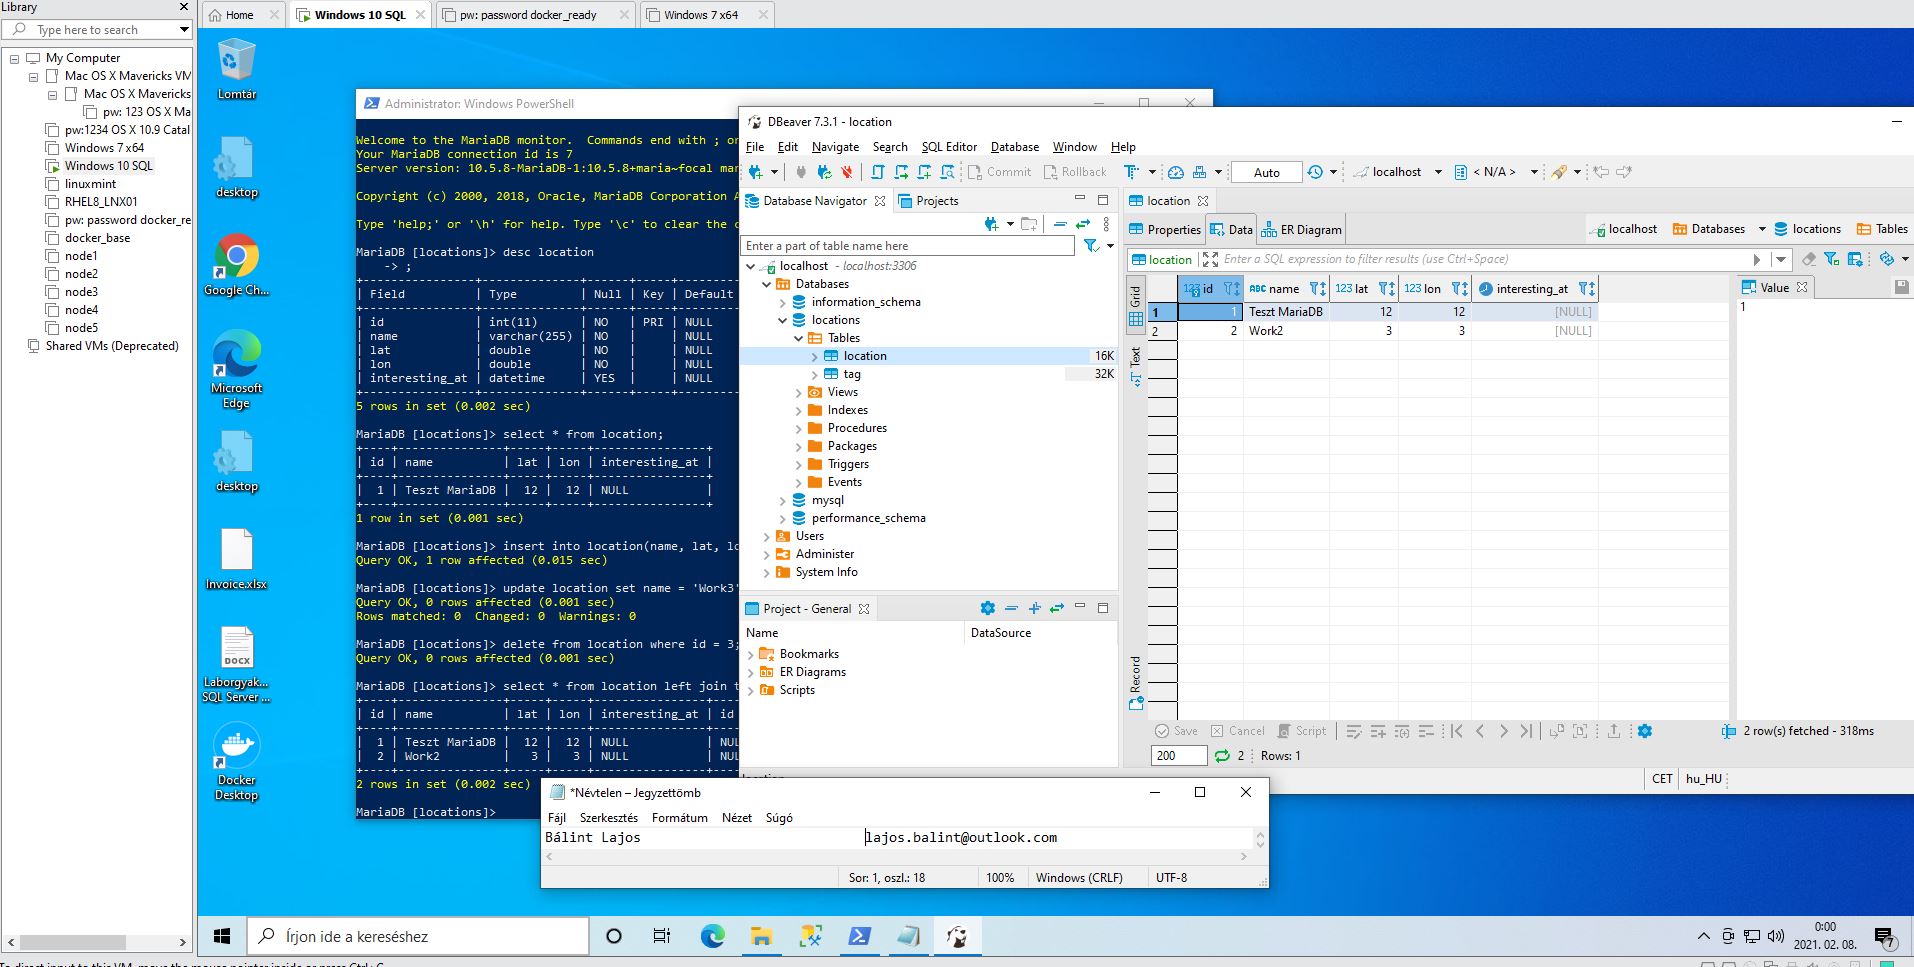 Library
Type here to search
My Computer
Mac OS X Mavericks VM
Mac OS X Mavericks
pw: 123 OS X Ma
pw:1234 OS X 10.9 Catal
Windows 7 x64
Windows 10 SQL
linuxmint
RHEL8_LNX01
pw: password docker_re
docker_base
node1
node2
node3
node4
node5
Shared VMs (Deprecated)
Home
Windows 10 SQL
pw: password docker_ready
Windows 7 x64
Lomtár
desktop
Google Ch...
Microsoft
Edge
desktop
Invoice.xlsx
DOCX
Laborgyak...
SQL Server ...
Docker
Desktop
Administrator: Windows PowerShell
Welcome to the MariaDB monitor.  Commands end with ; or
Your MariaDB connection id is 7
Server version: 10.5.8-MariaDB-1:10.5.8+maria~focal mar
Copyright (c) 2000, 2018, Oracle, MariaDB Corporation A
Type 'help;' or '\h' for help. Type '\c' to clear the c
MariaDB [locations]> desc location
    -> ;
| Field          | Type         | Null | Key | Default
| id             | int(11)      | NO   | PRI | NULL
| name           | varchar(255) | NO   |     | NULL
| lat            | double       | NO   |     | NULL
| lon            | double       | NO   |     | NULL
| interesting_at | datetime     | YES  |     | NULL
5 rows in set (0.002 sec)
MariaDB [locations]> select * from location;
| id | name          | lat | lon | interesting_at |
|  1 | Teszt MariaDB |  12 |  12 | NULL           |
1 row in set (0.001 sec)
MariaDB [locations]> insert into location(name, lat, lo
Query OK, 1 row affected (0.015 sec)
MariaDB [locations]> update location set name = 'Work3'
Query OK, 0 rows affected (0.001 sec)
Rows matched: 0  Changed: 0  Warnings: 0
MariaDB [locations]> delete from location where id = 3;
Query OK, 0 rows affected (0.001 sec)
MariaDB [locations]> select * from location left join t
| id | name          | lat | lon | interesting_at | id
|  1 | Teszt MariaDB |  12 |  12 | NULL           | NUL
|  2 | Work2         |   3 |   3 | NULL           | NUL
2 rows in set (0.002 sec)
MariaDB [locations]>
DBeaver 7.3.1 - location
File Edit Navigate Search SQL Editor Database Window Help
Commit Rollback Auto localhost < N/A >
Database Navigator Projects
Enter a part of table name here
localhost - localhost:3306
Databases
information_schema
locations
Tables
location 16K
tag 32K
Views
Indexes
Procedures
Packages
Triggers
Events
mysql
performance_schema
Users
Administer
System Info
Project - General
Name DataSource
Bookmarks
ER Diagrams
Scripts
location
Properties Data ER Diagram localhost Databases locations Tables
location Enter a SQL expression to filter results (use Ctrl+Space)
Grid
Text
Record
123 id ABC name 123 lat 123 lon interesting_at
1 1 Teszt MariaDB 12 12 [NULL]
2 2 Work2 3 3 [NULL]
Value
1
Save Cancel Script 2 row(s) fetched - 318ms
200 2 Rows: 1
CET hu_HU
*Névtelen – Jegyzettömb
Fájl Szerkesztés Formátum Nézet Súgó
Bálint Lajos lajos.balint@outlook.com
Sor: 1, oszl.: 18 100% Windows (CRLF) UTF-8
Írjon ide a kereséshez
0:00
2021. 02. 08.
7